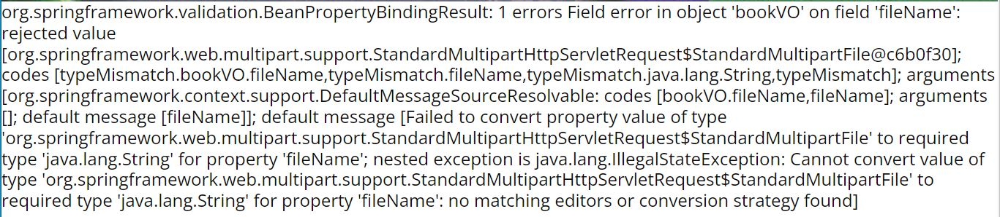 org.springframework.validation.BeanPropertyBindingResult: 1 errors Field error in object 'bookVO' on field 'fileName':
rejected value
[org.springframework.web.multipart.support.StandardMultipartHttpServletRequest$StandardMultipartFile@c6b0f30];
codes [typeMismatch.bookVO.fileName,typeMismatch.fileName,typeMismatch.java.lang.String,typeMismatch]; arguments
[org.springframework.context.support.DefaultMessageSourceResolvable: codes [bookVO.fileName,fileName]; arguments
[]; default message [fileName]]; default message [Failed to convert property value of type
'org.springframework.web.multipart.support.StandardMultipartHttpServletRequest$StandardMultipartFile' to required
type 'java.lang.String' for property 'fileName'; nested exception is java.lang.IllegalStateException: Cannot convert value of
type 'org.springframework.web.multipart.support.StandardMultipartHttpServletRequest$StandardMultipartFile' to
required type 'java.lang.String' for property 'fileName': no matching editors or conversion strategy found]